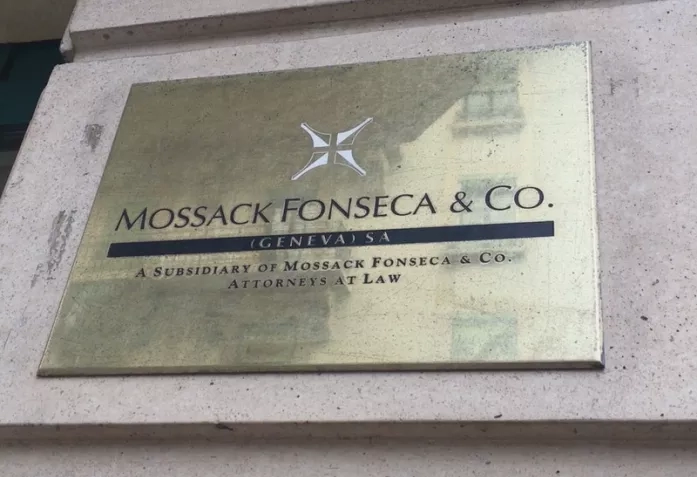 MOSSACK FONSECA & CO.
(GENEVA) SA
A SUBSIDIARY OF MOSSACK FONSECA & CO.
ATTORNEYS AT LAW